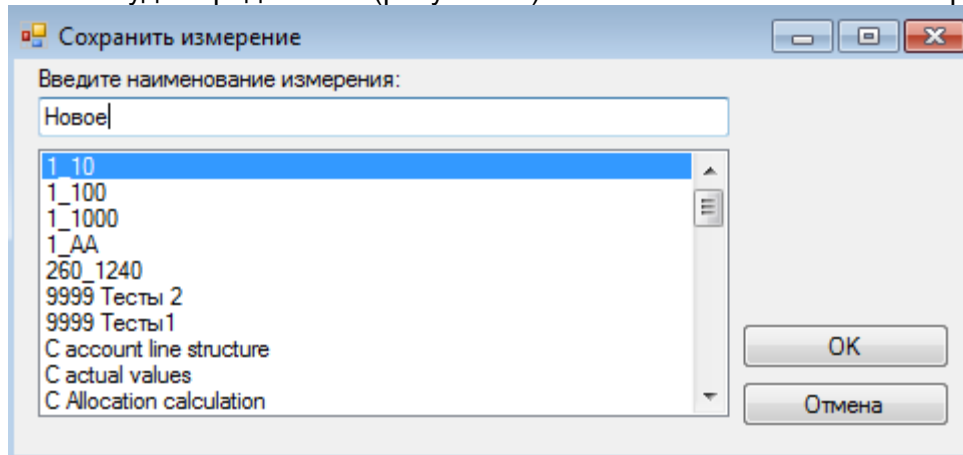 Сохранить измерение
Введите наименование измерения:
Новое
1_10
1_100
1_1000
1_AA
260_1240
9999 Тесты 2
9999 Тесты1
C account line structure
C actual values
C Allocation calculation
OK
Отмена